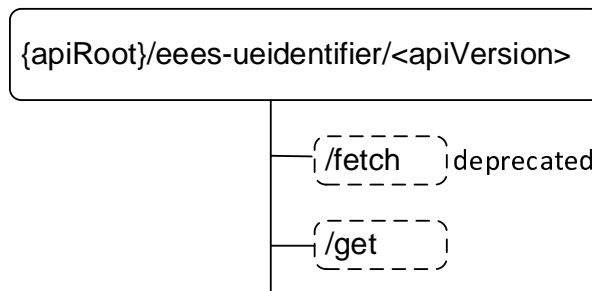 {apiRoot}/eees-ueidentifier/<apiVersion>
/fetch deprecated
/get